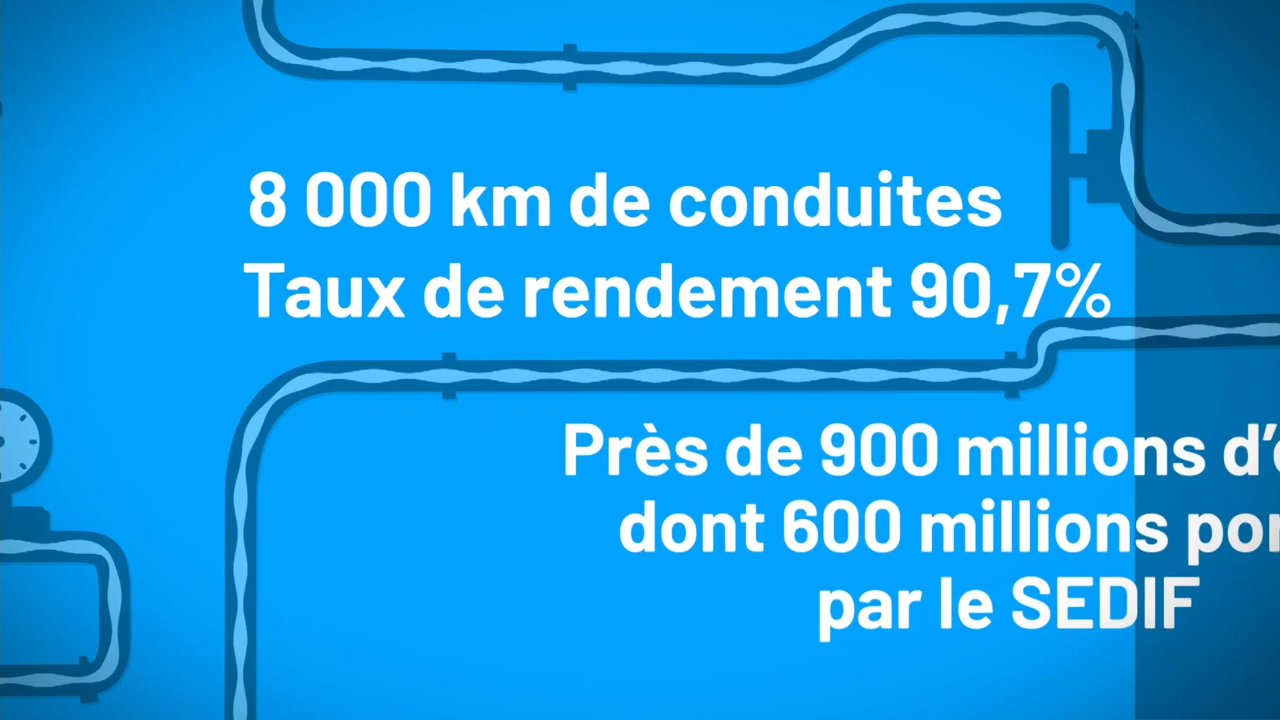 8 000 km de conduites
Taux de rendement 90,7%
Près de 900 millions
dont 600 millions
par le SEDIF